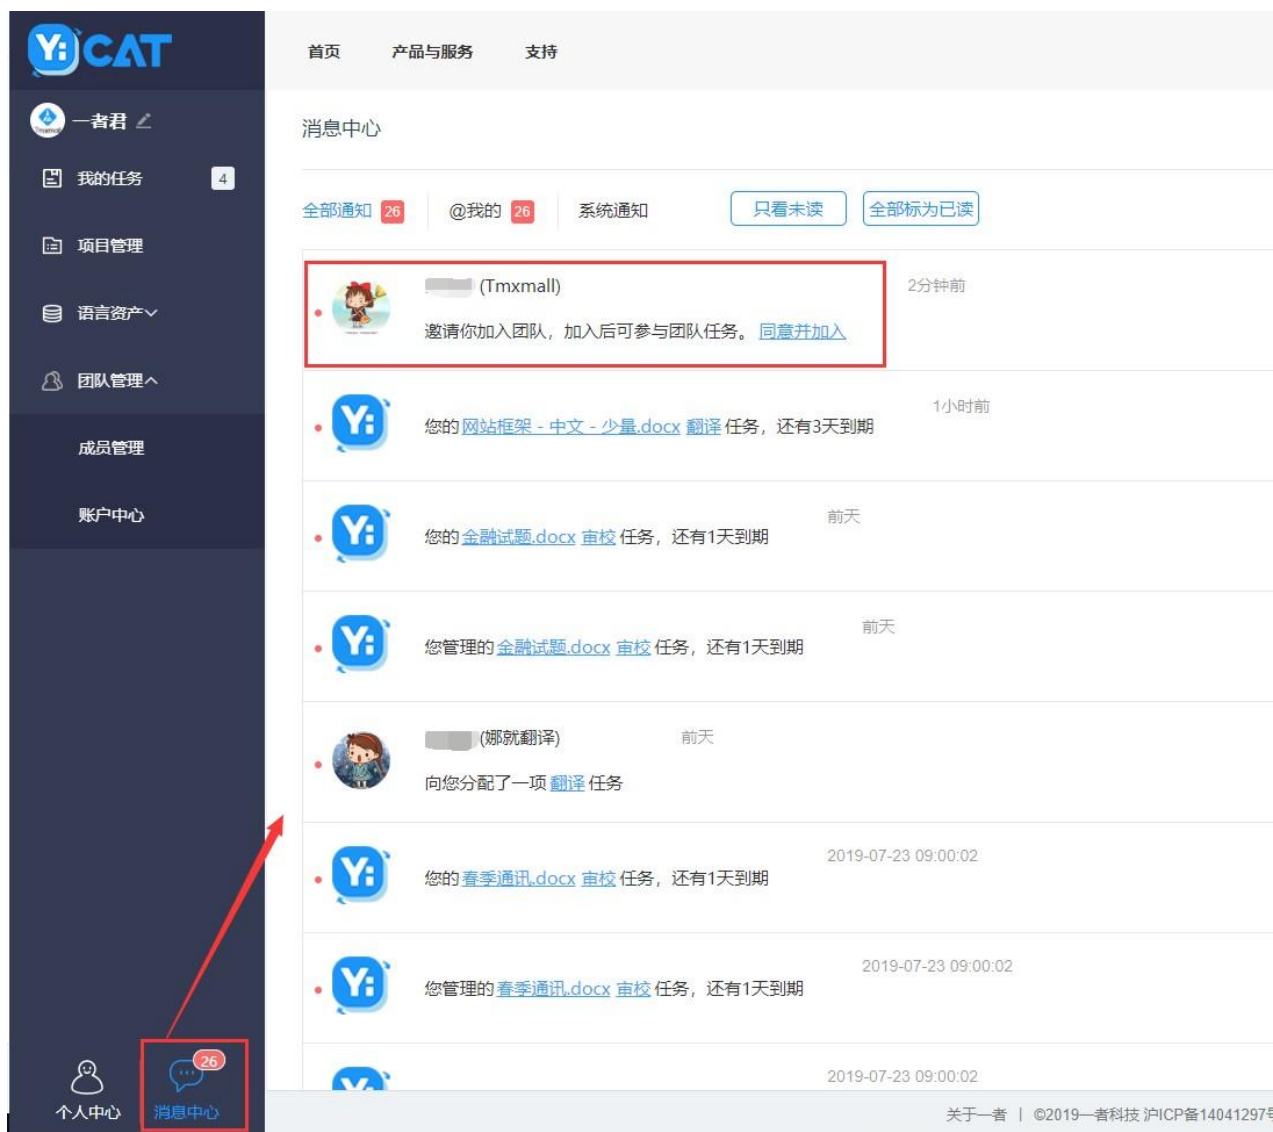 Yi CAT
首页 产品与服务 支持
一者君
消息中心
我的任务 4
全部通知 26 @我的 26 系统通知 只看未读 全部标为已读
项目管理
(Tmxmall) 2分钟前
语言资产
邀请你加入团队，加入后可参与团队任务。 同意并加入
团队管理
1小时前
您的 网站框架 - 中文 - 少量.docx 翻译 任务，还有3天到期
成员管理
账户中心
前天
您的 金融试题.docx 审校 任务，还有1天到期
前天
您管理的 金融试题.docx 审校 任务，还有1天到期
(娜就翻译) 前天
向您分配了一项 翻译 任务
2019-07-23 09:00:02
您的 春季通讯.docx 审校 任务，还有1天到期
2019-07-23 09:00:02
您管理的 春季通讯.docx 审校 任务，还有1天到期
26
2019-07-23 09:00:02
个人中心 消息中心
关于一者 | ©2019一者科技 沪ICP备14041297号